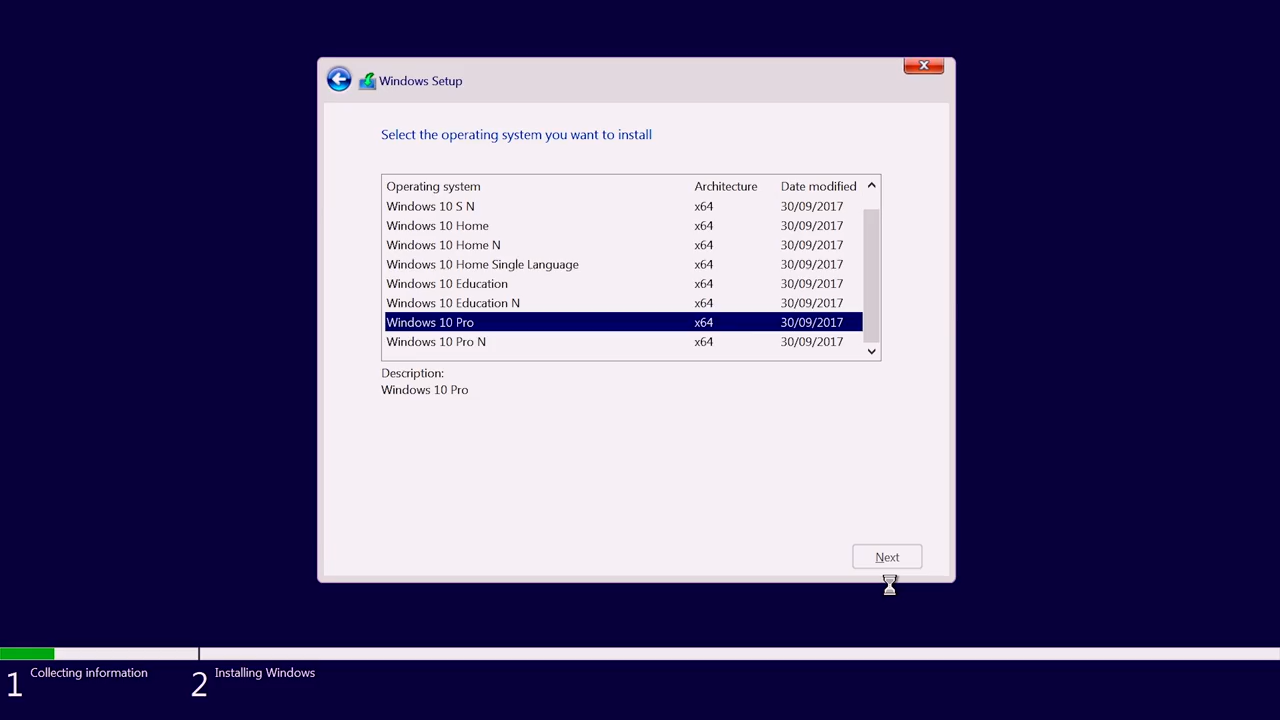 Windows Setup
Select the operating system you want to install
Operating system Architecture Date modified
Windows 10 S N x64 30/09/2017
Windows 10 Home x64 30/09/2017
Windows 10 Home N x64 30/09/2017
Windows 10 Home Single Language x64 30/09/2017
Windows 10 Education x64 30/09/2017
Windows 10 Education N x64 30/09/2017
Windows 10 Pro x64 30/09/2017
Windows 10 Pro N x64 30/09/2017
Description:
Windows 10 Pro
Next
1 Collecting information 2 Installing Windows